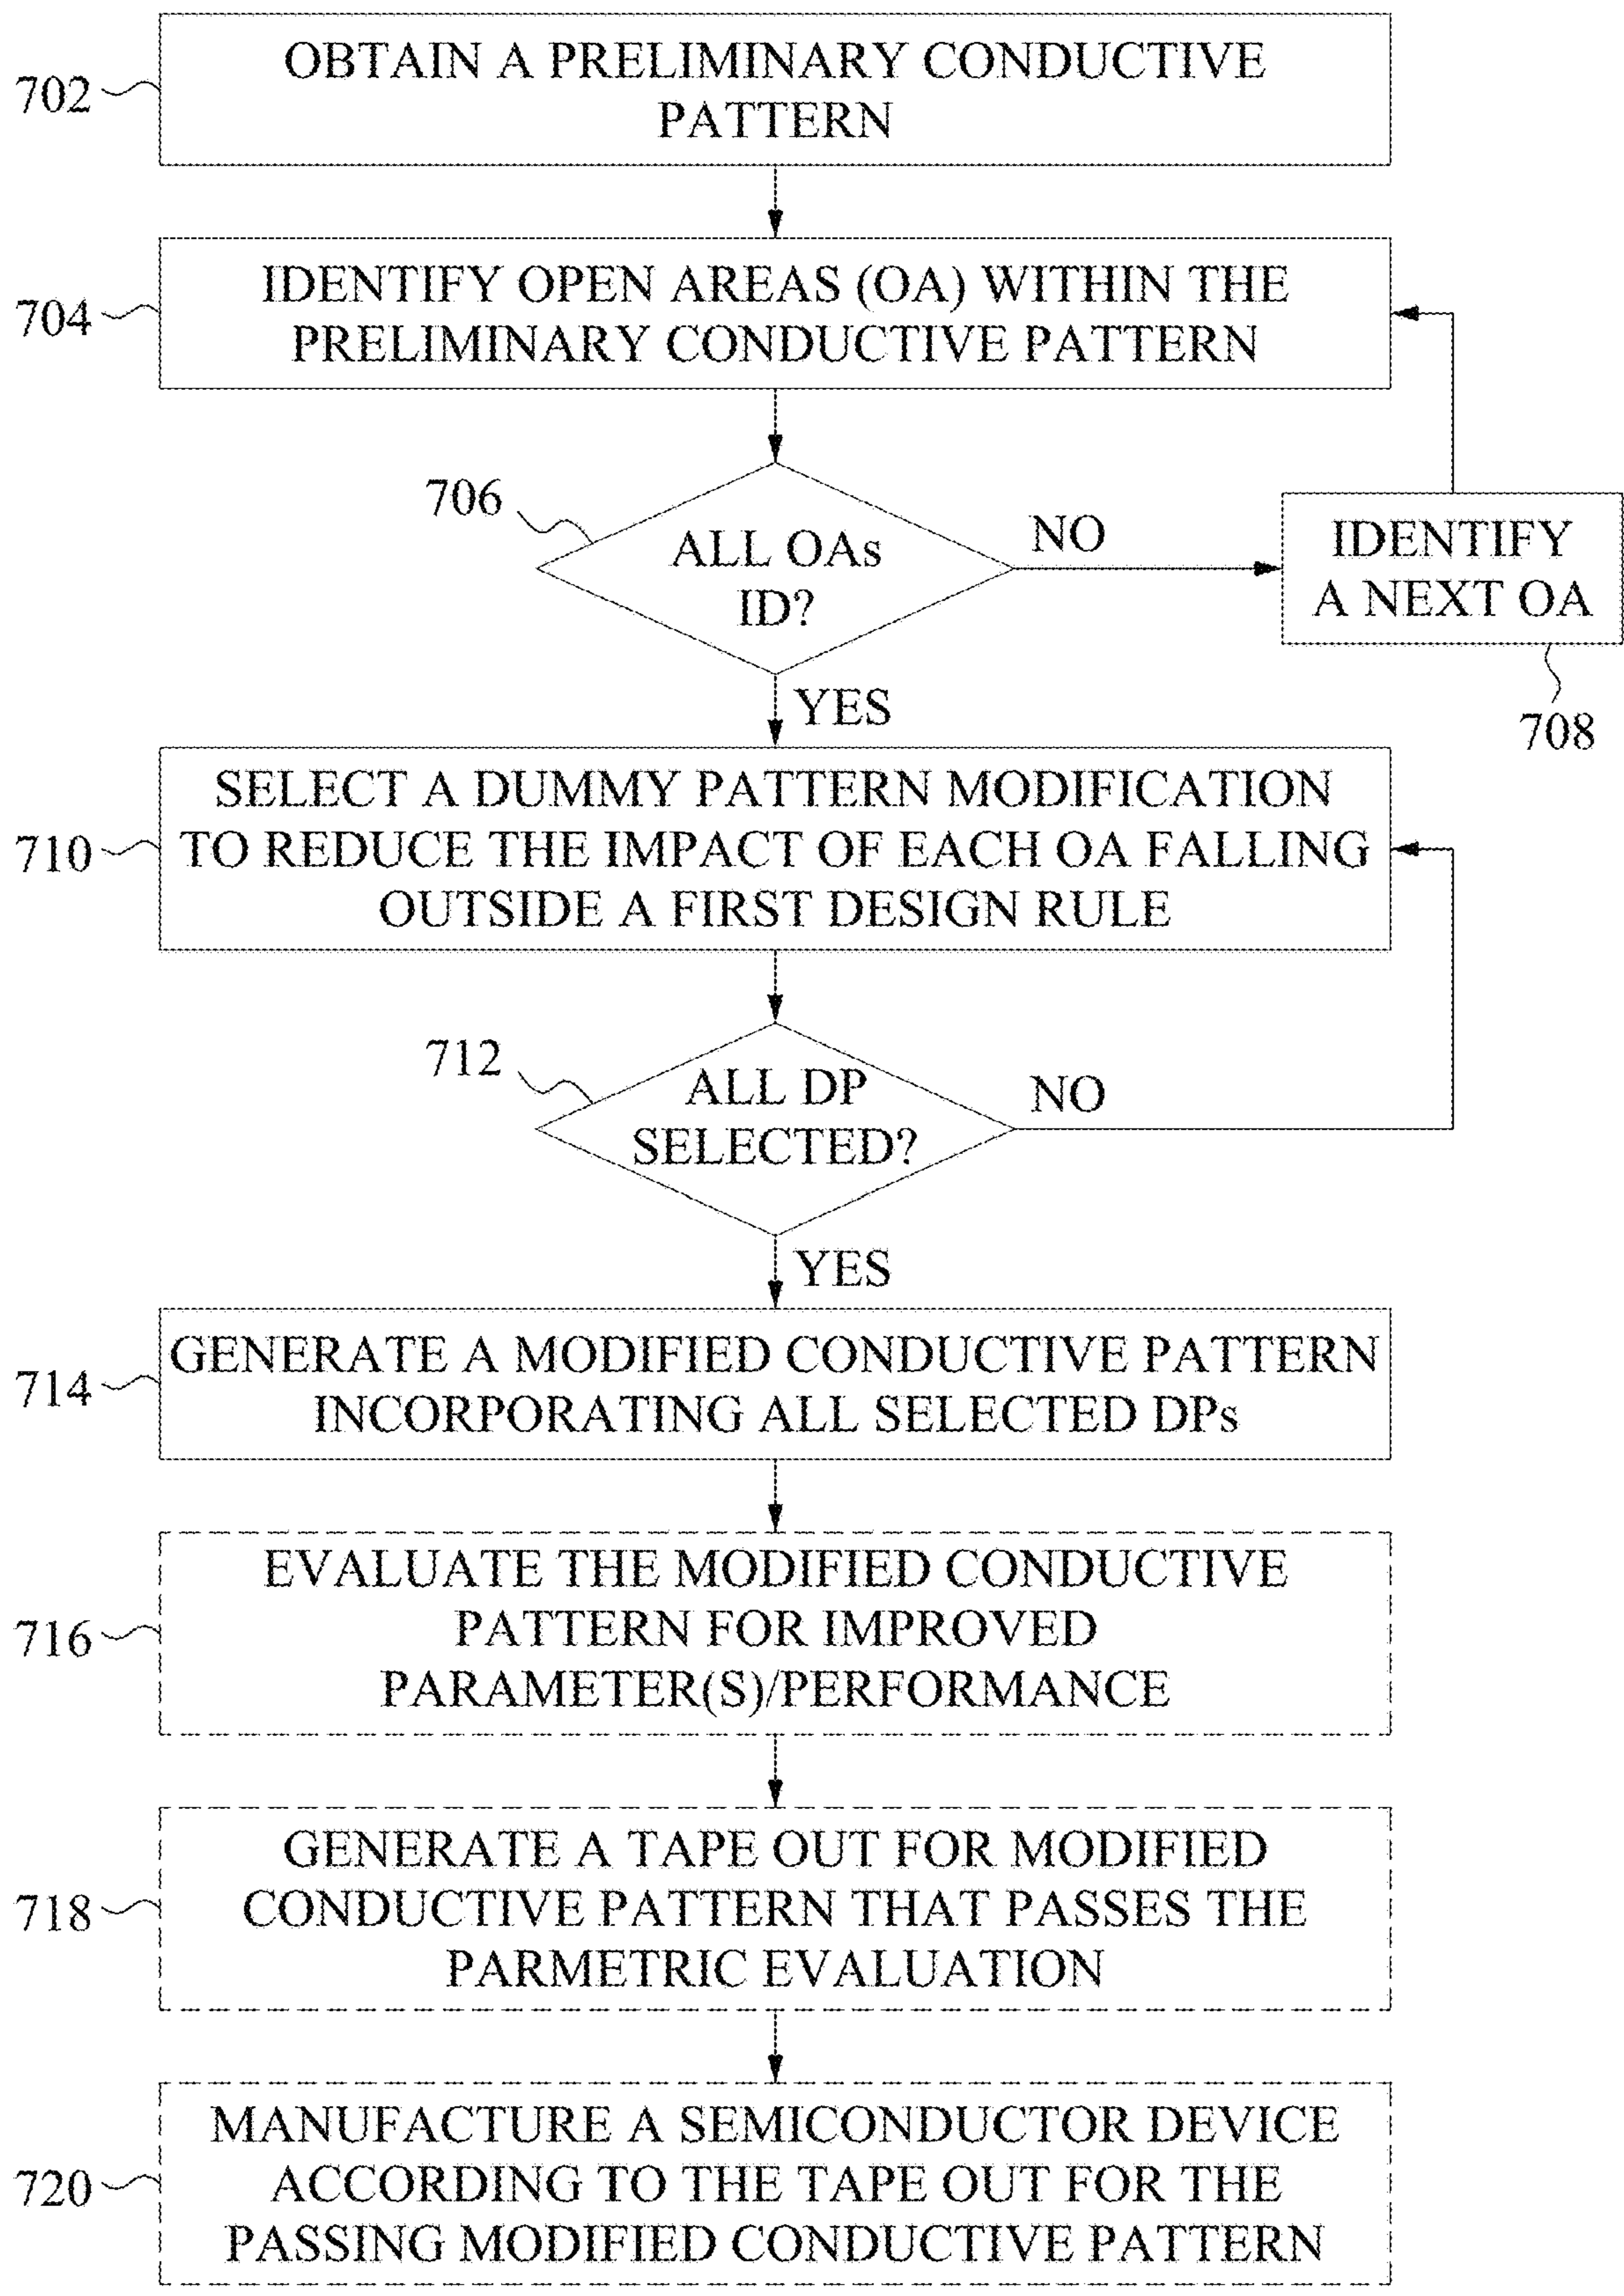 702
OBTAIN A PRELIMINARY CONDUCTIVE
PATTERN
704
IDENTIFY OPEN AREAS (OA) WITHIN THE
PRELIMINARY CONDUCTIVE PATTERN
706
ALL OAs
ID?
NO
IDENTIFY
A NEXT OA
708
YES
710
SELECT A DUMMY PATTERN MODIFICATION
TO REDUCE THE IMPACT OF EACH OA FALLING
OUTSIDE A FIRST DESIGN RULE
712
ALL DP
SELECTED?
NO
YES
714
GENERATE A MODIFIED CONDUCTIVE PATTERN
INCORPORATING ALL SELECTED DPs
716
EVALUATE THE MODIFIED CONDUCTIVE
PATTERN FOR IMPROVED
PARAMETER(S)/PERFORMANCE
718
GENERATE A TAPE OUT FOR MODIFIED
CONDUCTIVE PATTERN THAT PASSES THE
PARMETRIC EVALUATION
720
MANUFACTURE A SEMICONDUCTOR DEVICE
ACCORDING TO THE TAPE OUT FOR THE
PASSING MODIFIED CONDUCTIVE PATTERN